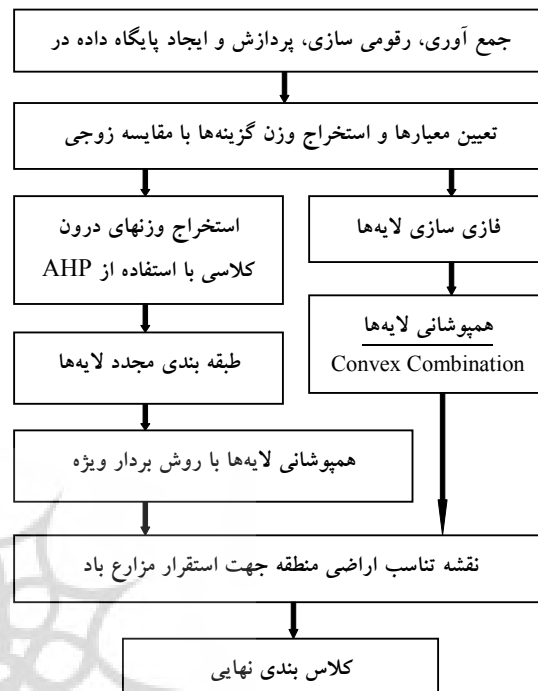 جمع آوری، رقومی سازی، پردازش و ایجاد پایگاه داده در
تعیین معیارها و استخراج وزن گزینه‌ها با مقایسه زوجی
استخراج وزنهای درون
کلاسی با استفاده از AHP
فازی سازی لایه‌ها
طبقه بندی مجدد لایه‌ها
همپوشانی لایه‌ها
Convex Combination
همپوشانی لایه‌ها با روش بردار ویژه
نقشه تناسب اراضی منطقه جهت استقرار مزارع باد
کلاس بندی نهایی